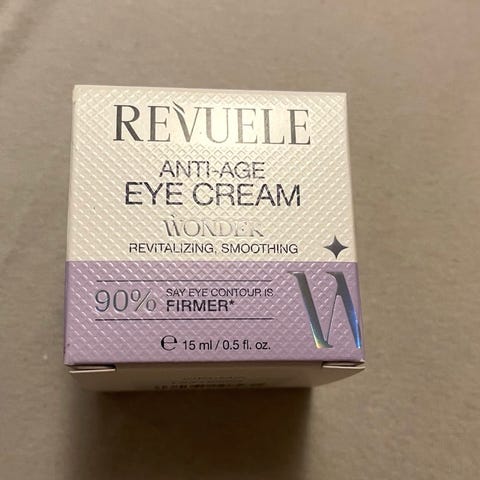 REVUELE
ANTI-AGE
EYE CREAM
WONDER
REVITALIZING, SMOOTHING
90% SAY EYE CONTOUR IS
FIRMER*
℮ 15 ml / 0.5 fl. oz.